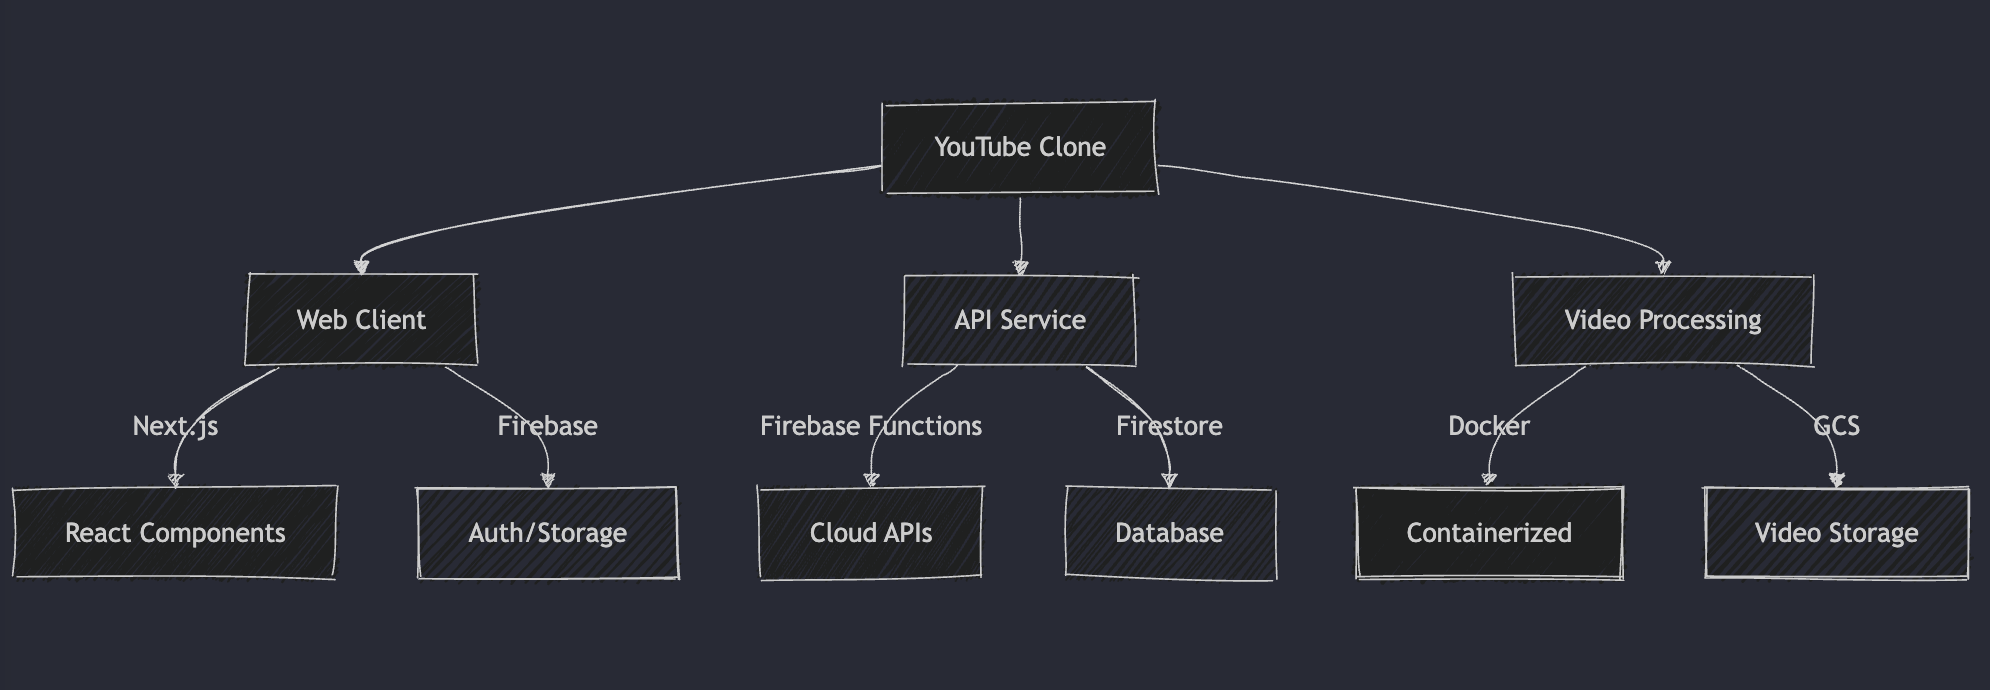 YouTube Clone
Web Client
API Service
Video Processing
Next.js
Firebase
Firebase Functions
Firestore
Docker
GCS
React Components
Auth/Storage
Cloud APIs
Database
Containerized
Video Storage